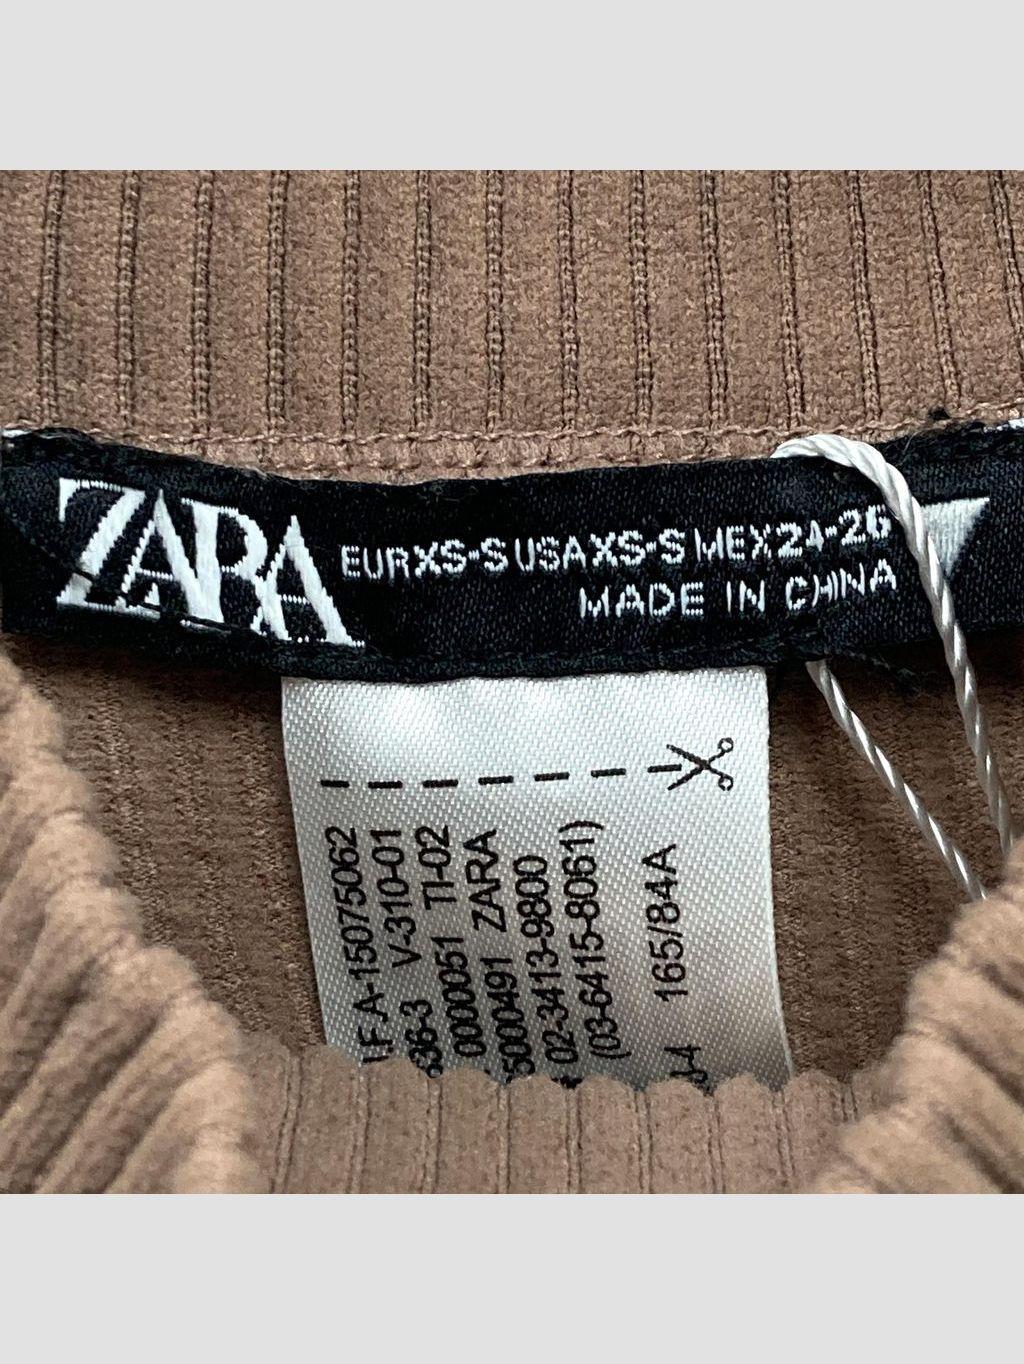 ZARA
EURXS-S USAXS-S MEX24-26
MADE IN CHINA
I.F A-15075062
V-310-01
0000051 TI-02
ZARA
02-3413-9800
(03-6415-8061)
165/84A